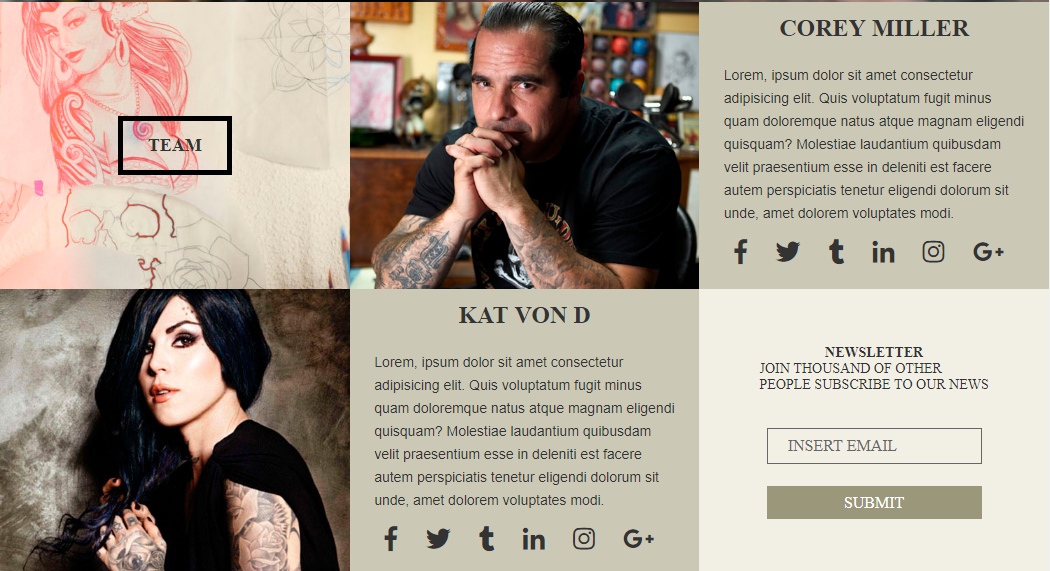 TEAM
COREY MILLER
Lorem, ipsum dolor sit amet consectetur
adipisicing elit. Quis voluptatum fugit minus
quam doloremque natus atque magnam eligendi
quisquam? Molestiae laudantium quibusdam
velit praesentium esse in deleniti est facere
autem perspiciatis tenetur eligendi dolorum sit
unde, amet dolorem voluptates modi.
f t in G+
KAT VON D
Lorem, ipsum dolor sit amet consectetur
adipisicing elit. Quis voluptatum fugit minus
quam doloremque natus atque magnam eligendi
quisquam? Molestiae laudantium quibusdam
velit praesentium esse in deleniti est facere
autem perspiciatis tenetur eligendi dolorum sit
unde, amet dolorem voluptates modi.
f t in G+
NEWSLETTER
JOIN THOUSAND OF OTHER
PEOPLE SUBSCRIBE TO OUR NEWS
INSERT EMAIL
SUBMIT